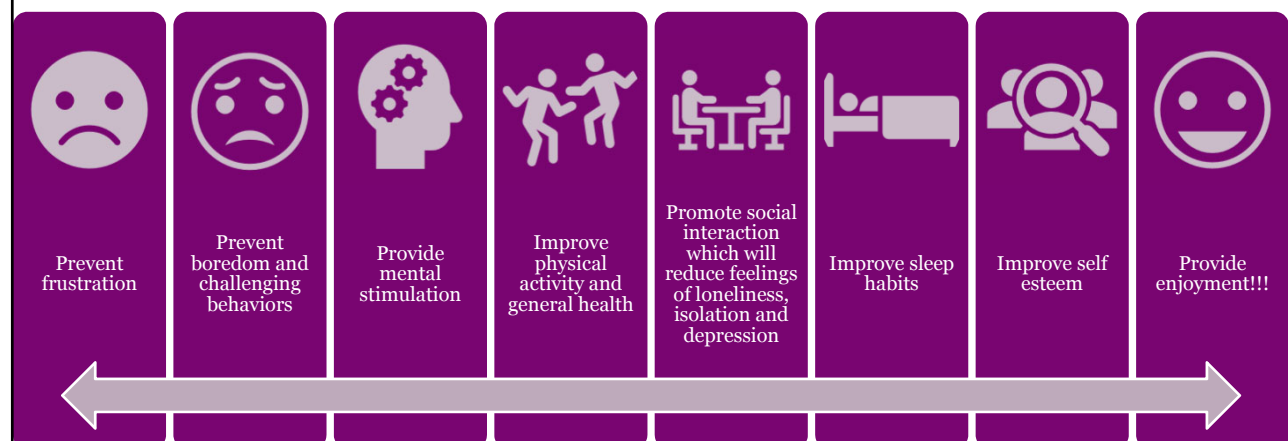 Prevent
frustration
Prevent
boredom and
challenging
behaviors
Provide
mental
stimulation
Improve
physical
activity and
general health
Promote social
interaction
which will
reduce feelings
of loneliness,
isolation and
depression
Improve sleep
habits
Improve self
esteem
Provide
enjoyment!!!